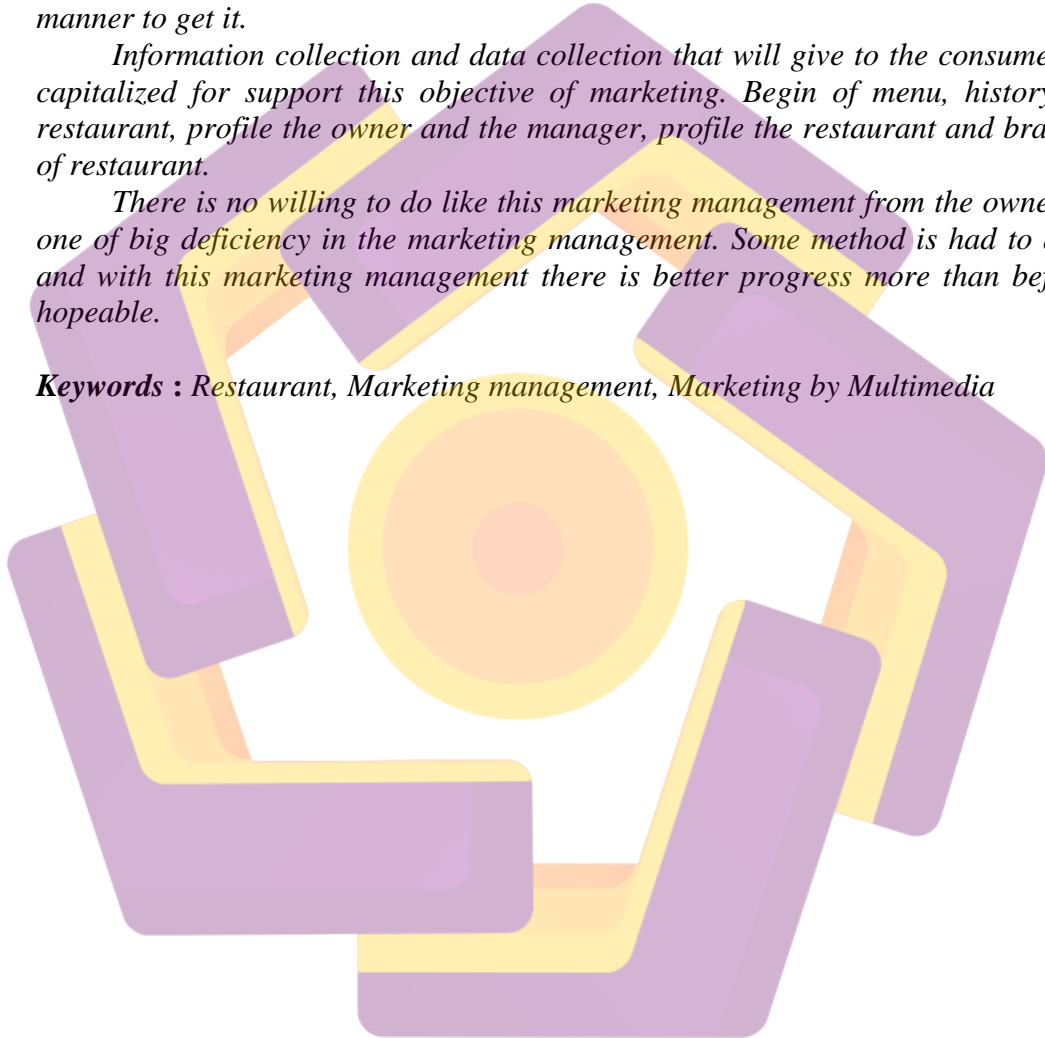 manner to get it.
Information collection and data collection that will give to the consume
capitalized for support this objective of marketing. Begin of menu, history
restaurant, profile the owner and the manager, profile the restaurant and bra
of restaurant.
There is no willing to do like this marketing management from the owne
one of big deficiency in the marketing management. Some method is had to
and with this marketing management there is better progress more than bef
hopeable.
Keywords : Restaurant, Marketing management, Marketing by Multimedia